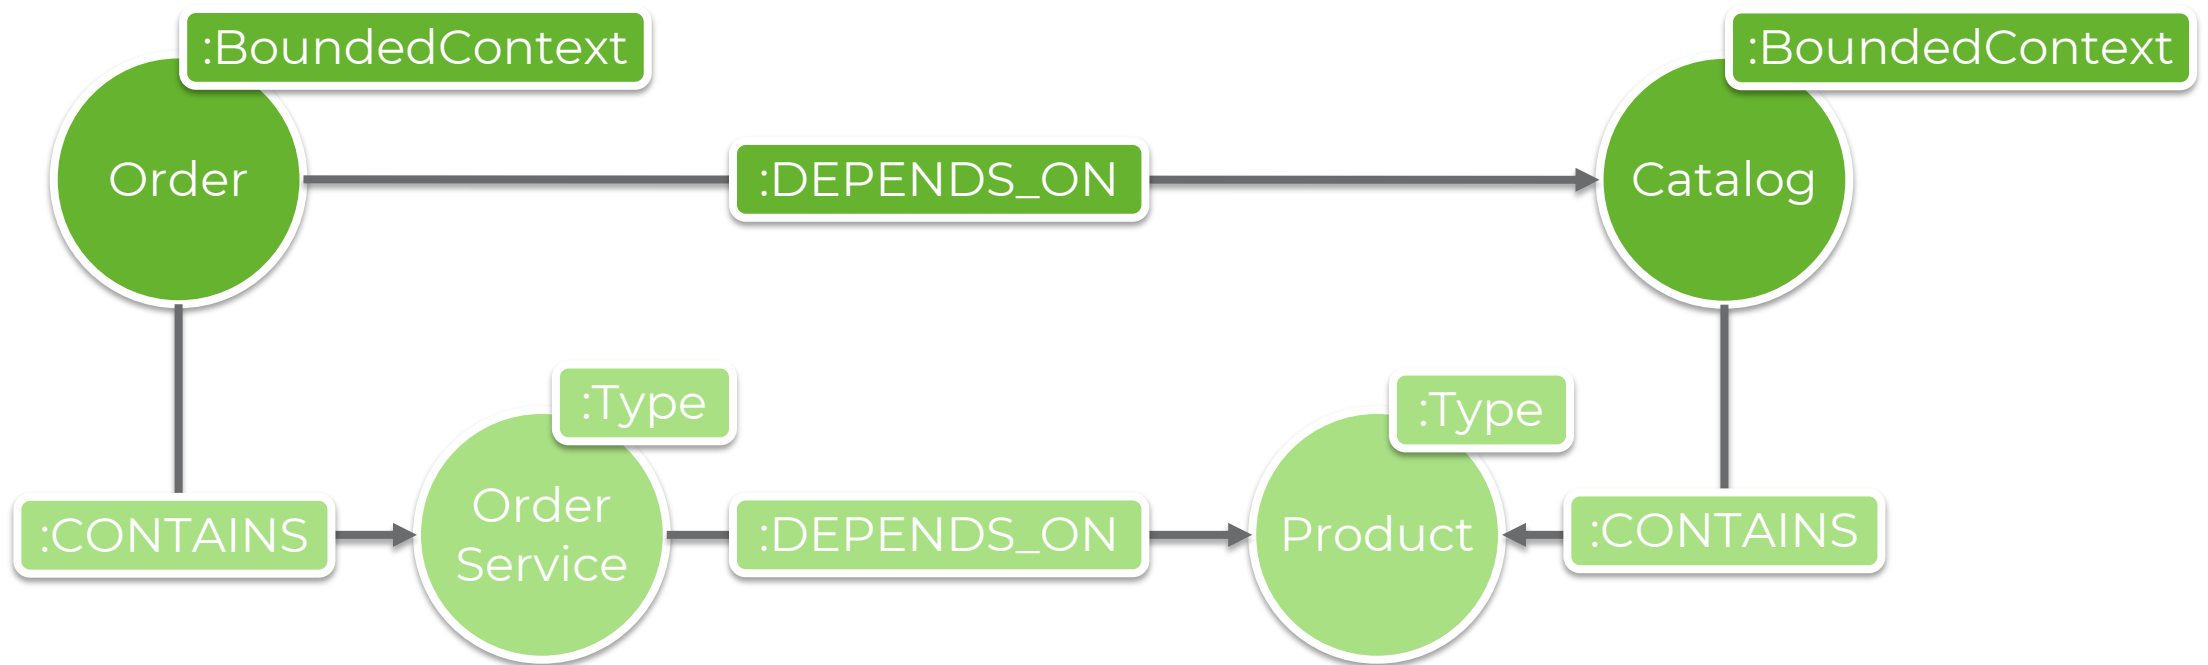 :BoundedContext
:BoundedContext
Order
:DEPENDS_ON
Catalog
:Type
:Type
:CONTAINS
Order
Service
:DEPENDS_ON
Product
:CONTAINS